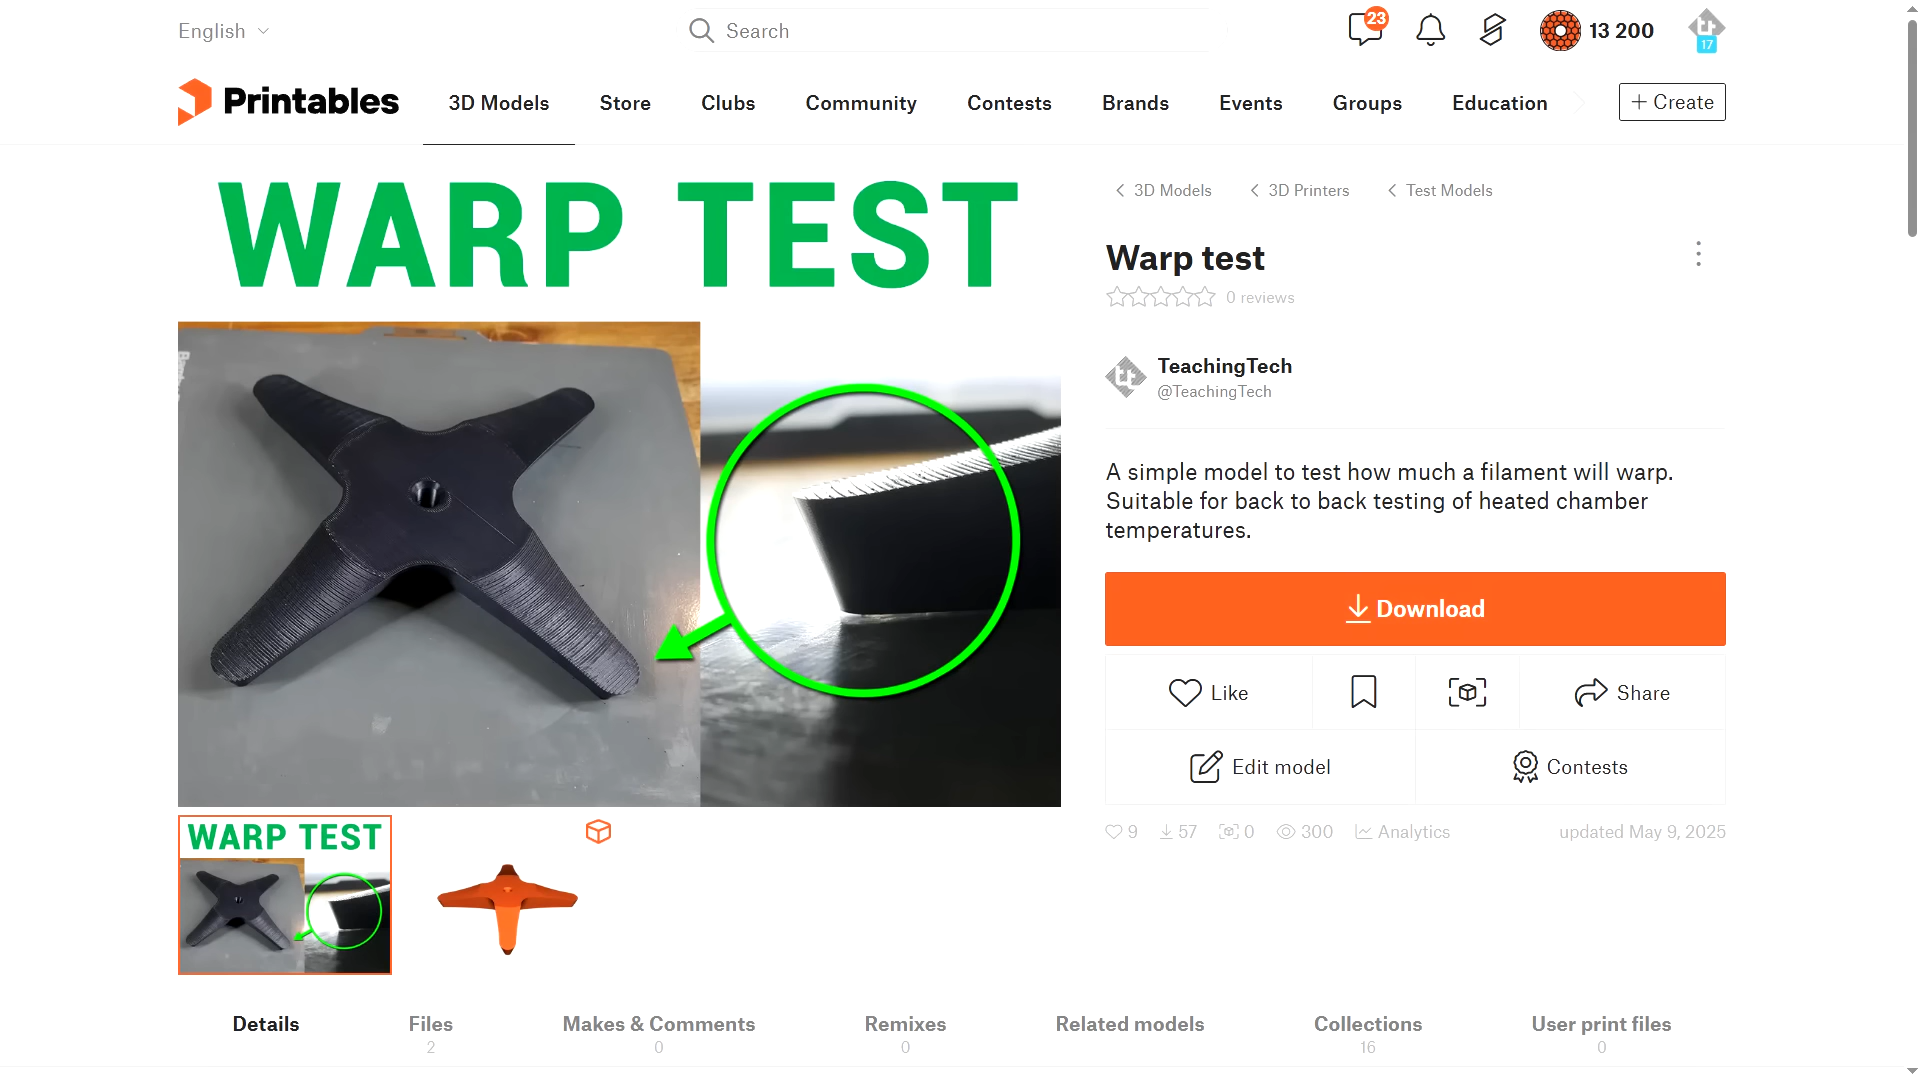 English
Search
23
13 200
17
Printables
3D Models
Store
Clubs
Community
Contests
Brands
Events
Groups
Education
+ Create
WARP TEST
3D Models
3D Printers
Test Models
Warp test
0 reviews
TeachingTech
@TeachingTech
A simple model to test how much a filament will warp.
Suitable for back to back testing of heated chamber
temperatures.
Download
Like
Share
Edit model
Contests
9
57
0
300
Analytics
updated May 9, 2025
WARP TEST
Details
Files
2
Makes & Comments
0
Remixes
0
Related models
Collections
16
User print files
0